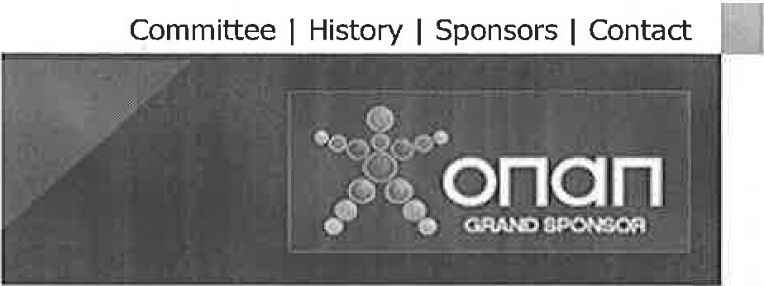 Committee | History | Sponsors | Contact
οπαπ
GRAND SPONSOR